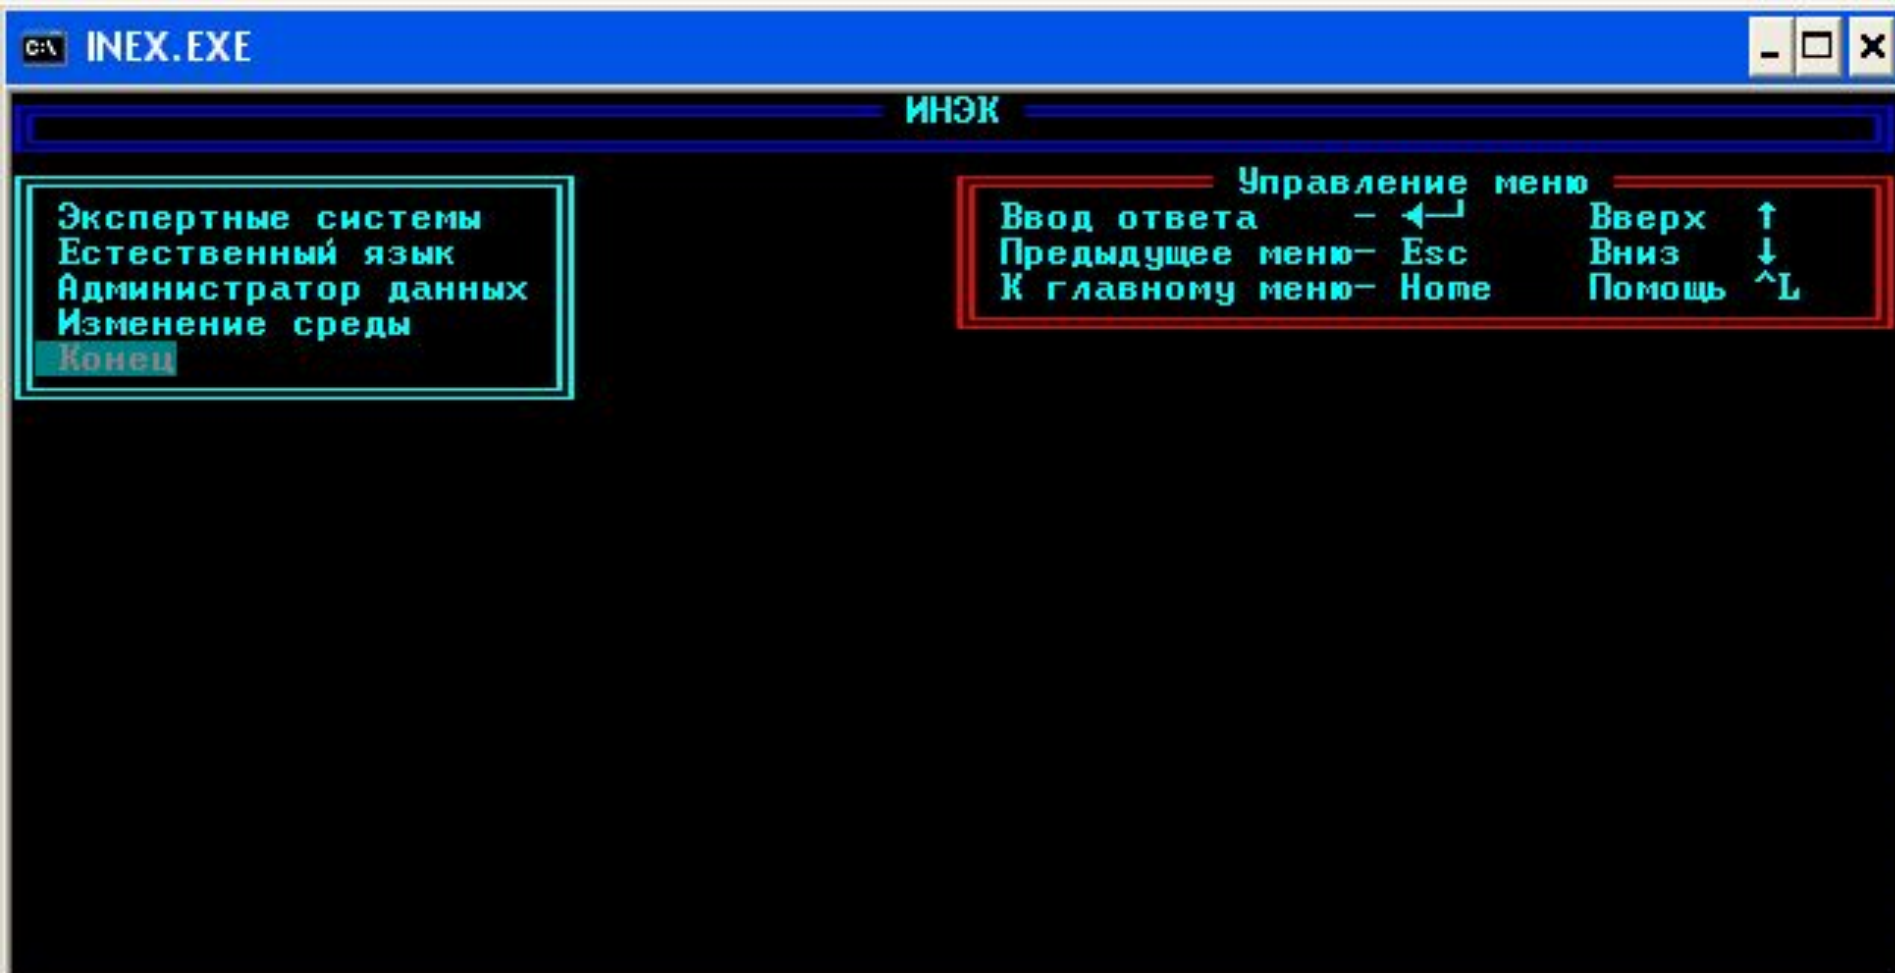 C:\ INEX.EXE
ИНЭК
Экспертные системы
Естественный язык
Администратор данных
Изменение среды
Конец
Управление меню
Ввод ответа - ◄─┘ Вверх ↑
Предыдущее меню- Esc Вниз ↓
К главному меню- Home Помощь ^L